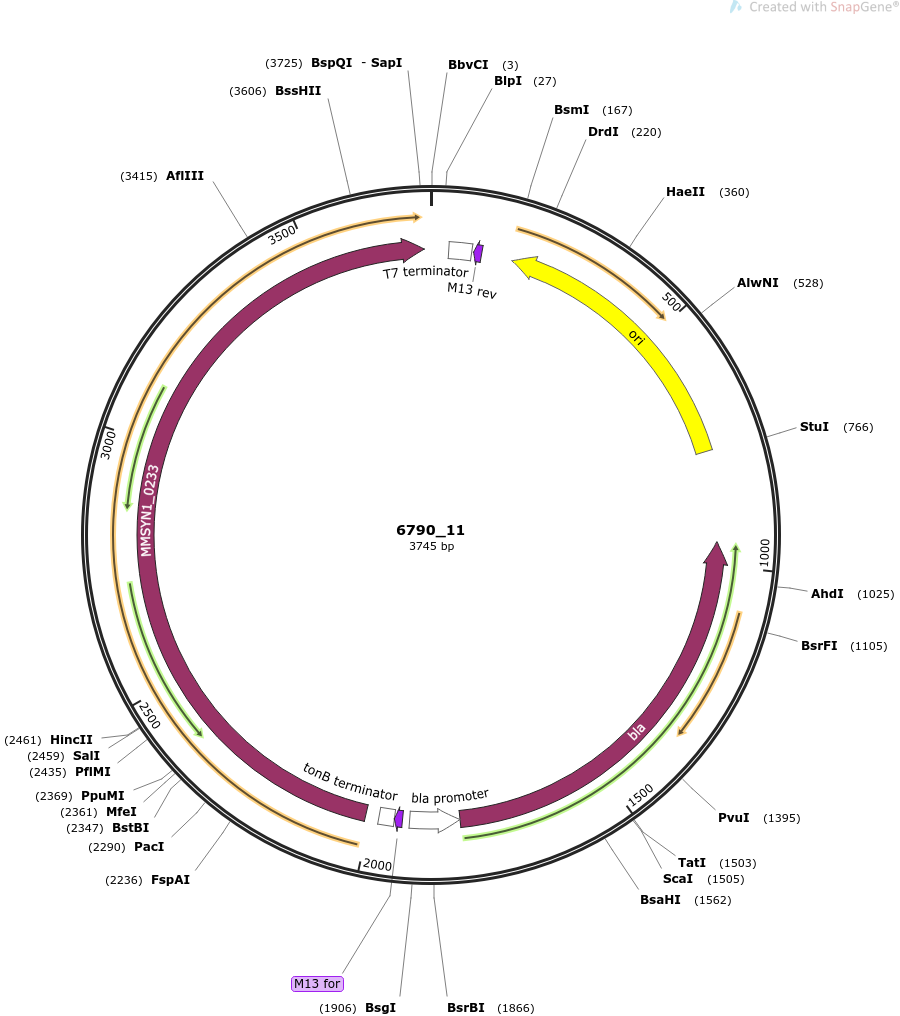 Created with SnapGene®
(3725) BspQI - SapI
BbvCI (3)
BlpI (27)
(3606) BssHII
BsmI (167)
DrdI (220)
(3415) AflIII
HaeII (360)
3500
T7 terminator
M13 rev
AlwNI (528)
500
ori
StuI (766)
3000
MMSYN1_0233
6790_11
3745 bp
1000
AhdI (1025)
BsrFI (1105)
2500
bla
(2461) HincII
(2459) SalI
(2435) PflMI
(2369) PpuMI
(2361) MfeI
(2347) BstBI
(2290) PacI
(2236) FspAI
tonB terminator
bla promoter
1500
PvuI (1395)
2000
TatI (1503)
ScaI (1505)
BsaHI (1562)
M13 for
(1906) BsgI
BsrBI (1866)